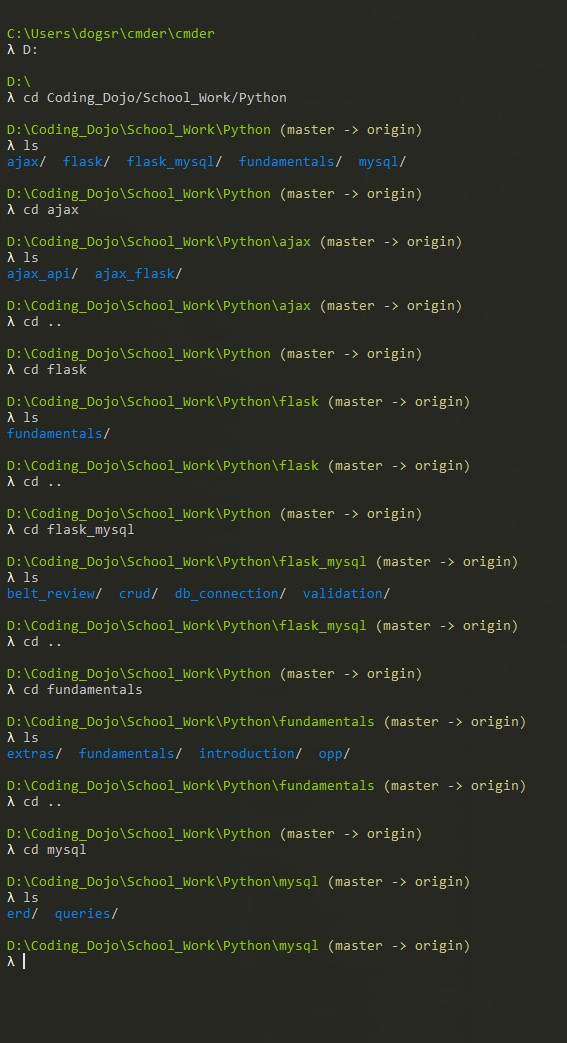 C:\Users\dogsr\cmder\cmder
λ D:
D:\
λ cd Coding_Dojo/School_Work/Python
D:\Coding_Dojo\School_Work\Python (master -> origin)
λ ls
ajax/  flask/  flask_mysql/  fundamentals/  mysql/
D:\Coding_Dojo\School_Work\Python (master -> origin)
λ cd ajax
D:\Coding_Dojo\School_Work\Python\ajax (master -> origin)
λ ls
ajax_api/  ajax_flask/
D:\Coding_Dojo\School_Work\Python\ajax (master -> origin)
λ cd ..
D:\Coding_Dojo\School_Work\Python (master -> origin)
λ cd flask
D:\Coding_Dojo\School_Work\Python\flask (master -> origin)
λ ls
fundamentals/
D:\Coding_Dojo\School_Work\Python\flask (master -> origin)
λ cd ..
D:\Coding_Dojo\School_Work\Python (master -> origin)
λ cd flask_mysql
D:\Coding_Dojo\School_Work\Python\flask_mysql (master -> origin)
λ ls
belt_review/  crud/  db_connection/  validation/
D:\Coding_Dojo\School_Work\Python\flask_mysql (master -> origin)
λ cd ..
D:\Coding_Dojo\School_Work\Python (master -> origin)
λ cd fundamentals
D:\Coding_Dojo\School_Work\Python\fundamentals (master -> origin)
λ ls
extras/  fundamentals/  introduction/  opp/
D:\Coding_Dojo\School_Work\Python\fundamentals (master -> origin)
λ cd ..
D:\Coding_Dojo\School_Work\Python (master -> origin)
λ cd mysql
D:\Coding_Dojo\School_Work\Python\mysql (master -> origin)
λ ls
erd/  queries/
D:\Coding_Dojo\School_Work\Python\mysql (master -> origin)
λ